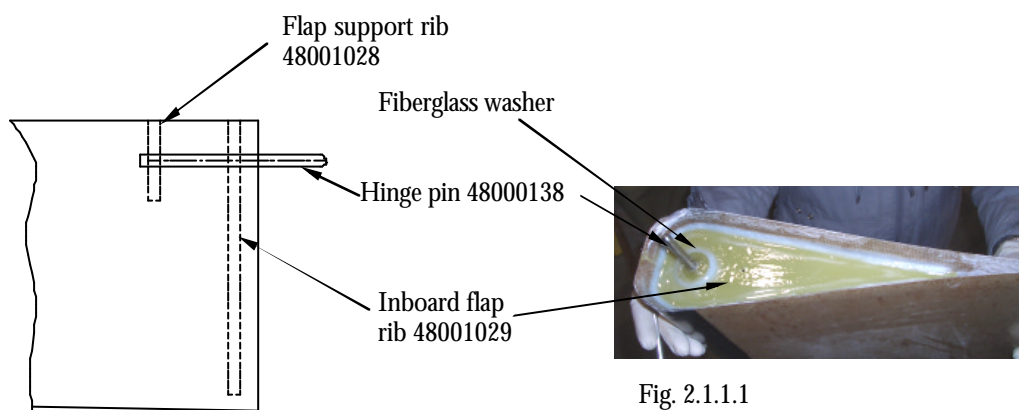 Flap support rib
48001028
Fiberglass washer
Hinge pin 48000138
Inboard flap
rib 48001029
Fig. 2.1.1.1